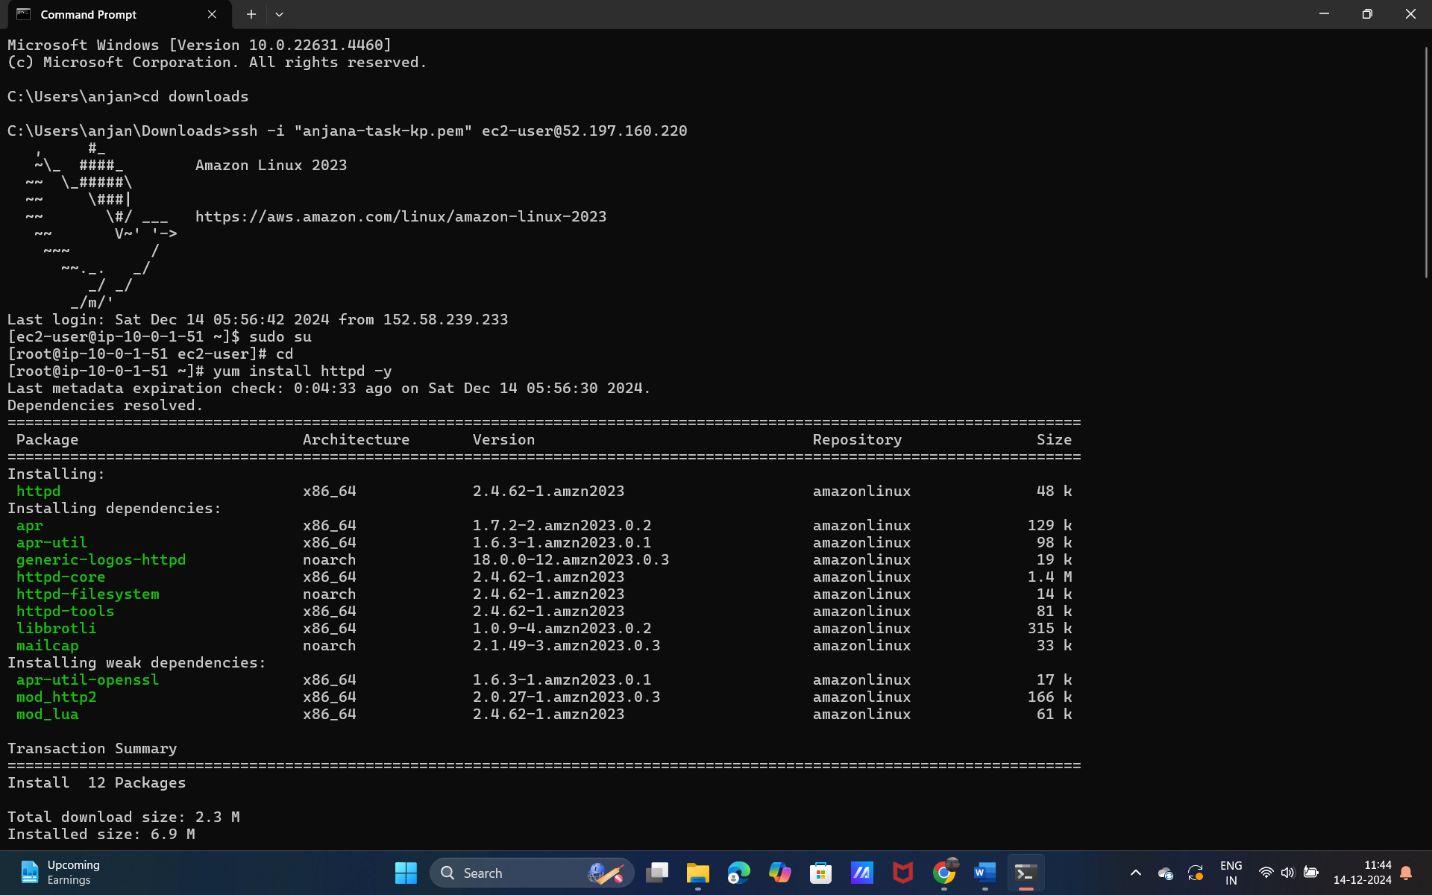 Command Prompt
Microsoft Windows [Version 10.0.22631.4460]
(c) Microsoft Corporation. All rights reserved.
C:\Users\anjan>cd downloads
C:\Users\anjan\Downloads>ssh -i "anjana-task-kp.pem" ec2-user@52.197.160.220
   ,     #_
   ~\_  ####_        Amazon Linux 2023
  ~~  \_#####\
  ~~     \###|
  ~~       \#/ ___   https://aws.amazon.com/linux/amazon-linux-2023
   ~~       V~' '->
    ~~~         /
      ~~._.   _/
         _/ _/
       _/m/'
Last login: Sat Dec 14 05:56:42 2024 from 152.58.239.233
[ec2-user@ip-10-0-1-51 ~]$ sudo su
[root@ip-10-0-1-51 ec2-user]# cd
[root@ip-10-0-1-51 ~]# yum install httpd -y
Last metadata expiration check: 0:04:33 ago on Sat Dec 14 05:56:30 2024.
Dependencies resolved.
================================================================================
Package Architecture Version Repository Size
================================================================================
Installing:
httpd x86_64 2.4.62-1.amzn2023 amazonlinux 48 k
Installing dependencies:
apr x86_64 1.7.2-2.amzn2023.0.2 amazonlinux 129 k
apr-util x86_64 1.6.3-1.amzn2023.0.1 amazonlinux 98 k
generic-logos-httpd noarch 18.0.0-12.amzn2023.0.3 amazonlinux 19 k
httpd-core x86_64 2.4.62-1.amzn2023 amazonlinux 1.4 M
httpd-filesystem noarch 2.4.62-1.amzn2023 amazonlinux 14 k
httpd-tools x86_64 2.4.62-1.amzn2023 amazonlinux 81 k
libbrotli x86_64 1.0.9-4.amzn2023.0.2 amazonlinux 315 k
mailcap noarch 2.1.49-3.amzn2023.0.3 amazonlinux 33 k
Installing weak dependencies:
apr-util-openssl x86_64 1.6.3-1.amzn2023.0.1 amazonlinux 17 k
mod_http2 x86_64 2.0.27-1.amzn2023.0.3 amazonlinux 166 k
mod_lua x86_64 2.4.62-1.amzn2023 amazonlinux 61 k
Transaction Summary
================================================================================
Install  12 Packages
Total download size: 2.3 M
Installed size: 6.9 M
Upcoming
Earnings
Search
W
ENG
IN
11:44
14-12-2024